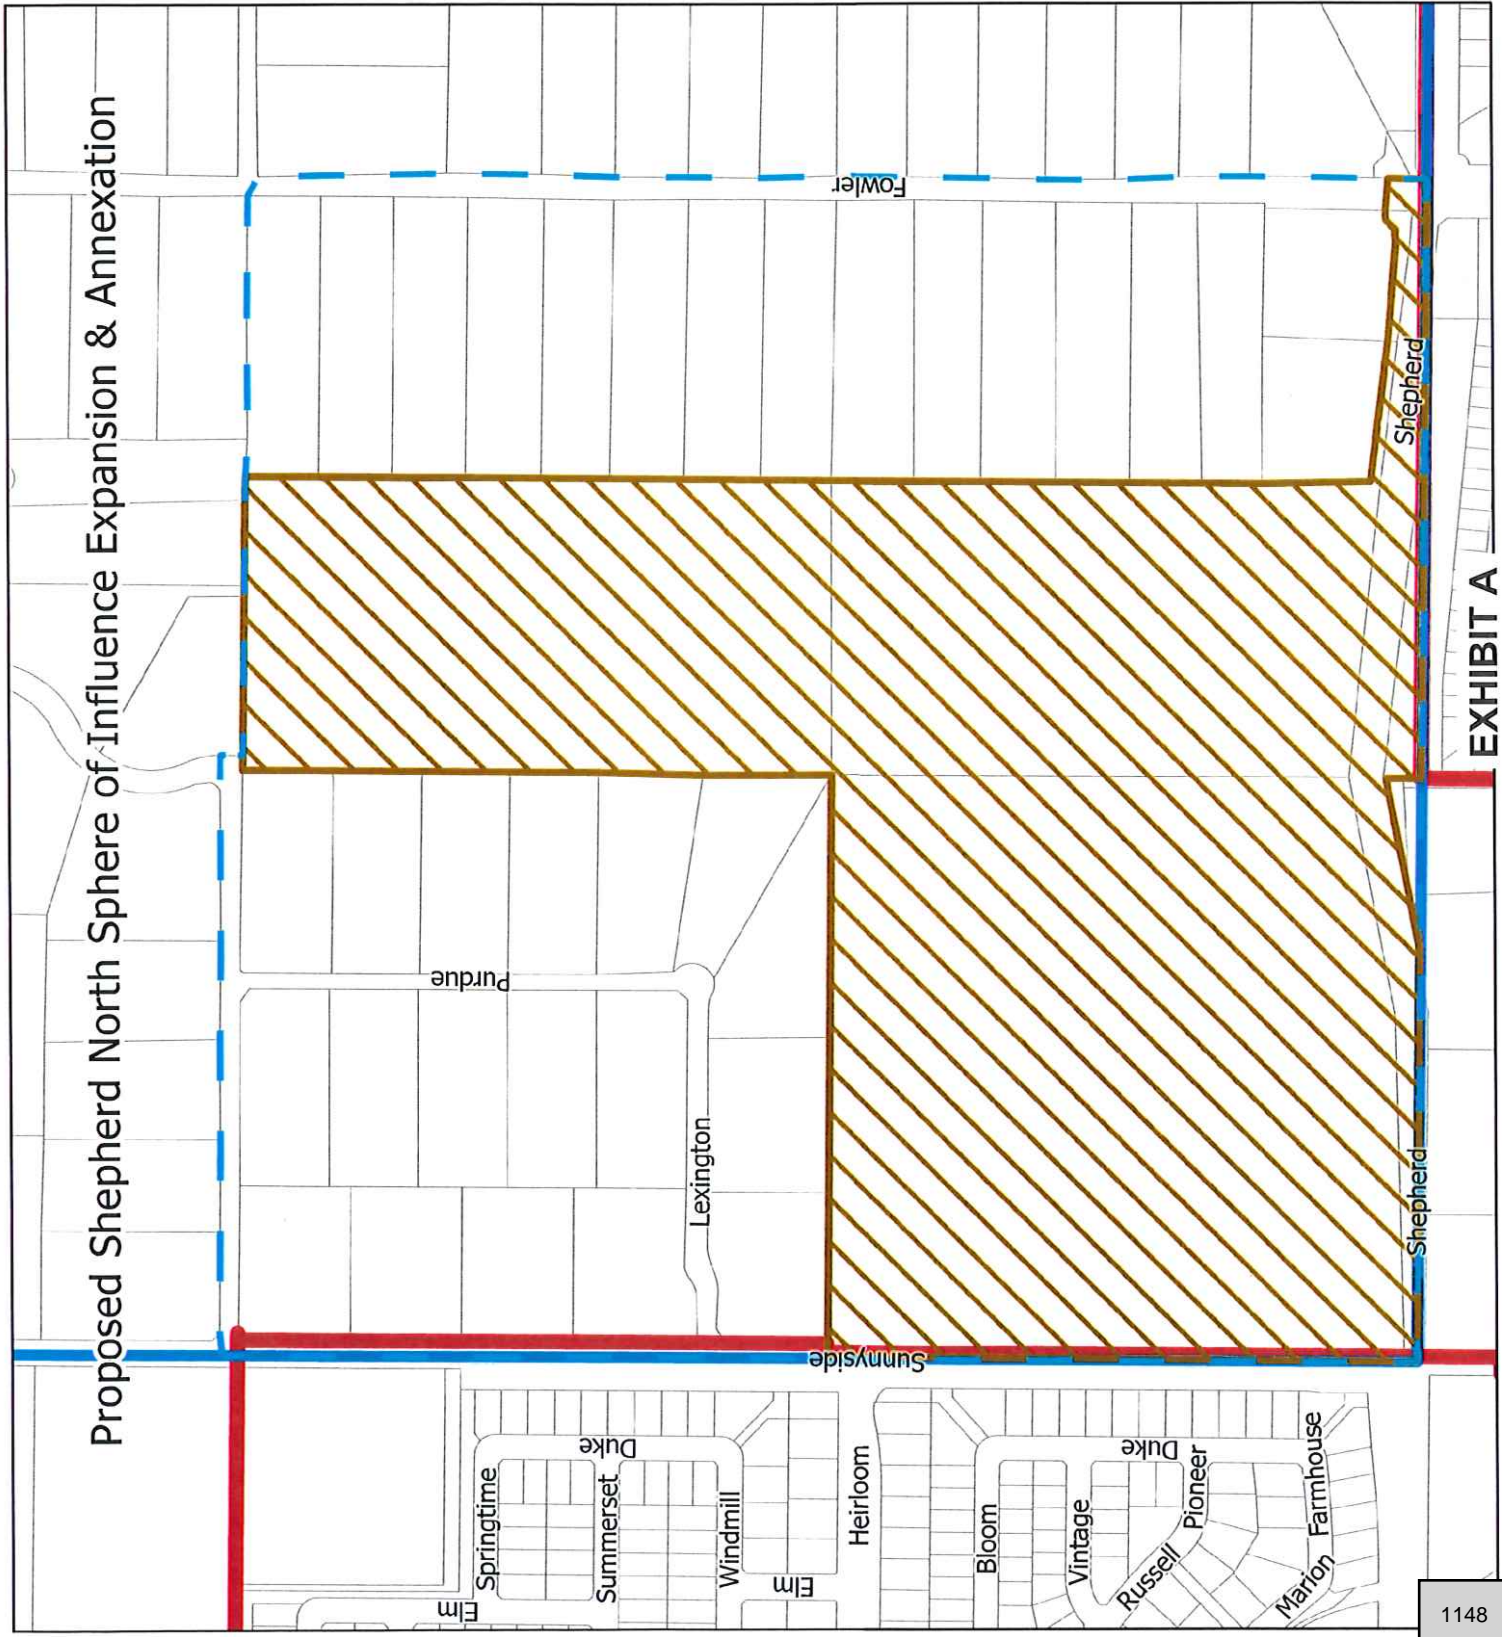 Proposed Shepherd North Sphere of Influence Expansion & Annexation
Fowler
Shepherd
Purdue
Lexington
Shepherd
Sunnyside
Springtime
Duke
Summerset
Windmill
Elm
Elm
Heirloom
Bloom
Vintage
Duke
Pioneer
Russell
Farmhouse
Marion
EXHIBIT A
1148